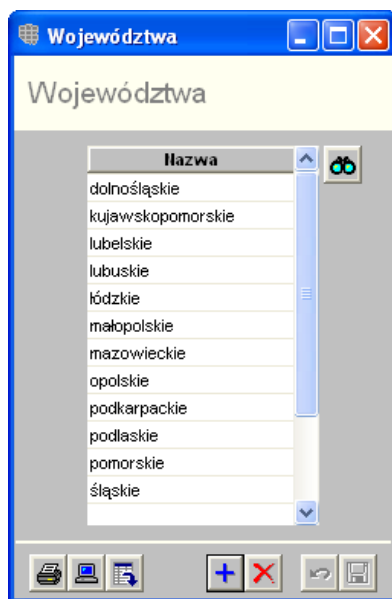 Województwa
Województwa
Nazwa
dolnośląskie
kujawskopomorskie
lubelskie
lubuskie
łódzkie
małopolskie
mazowieckie
opolskie
podkarpackie
podlaskie
pomorskie
śląskie